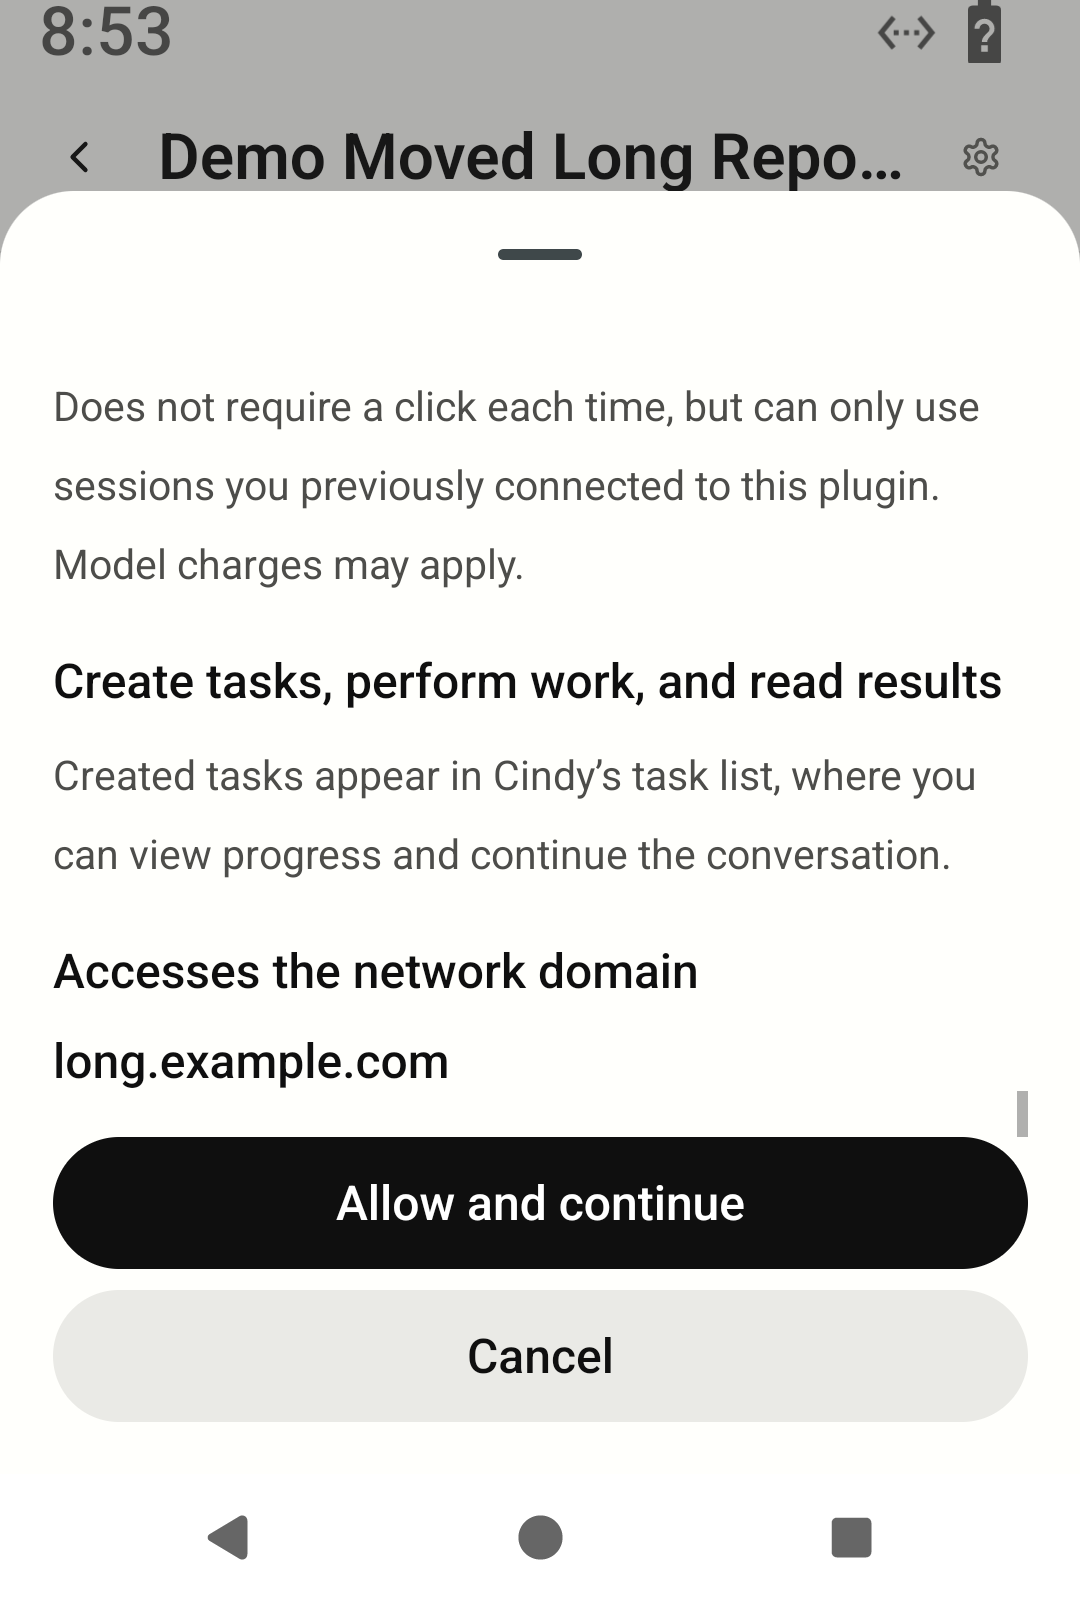 8:53
Demo Moved Long Repo...
Does not require a click each time, but can only use
sessions you previously connected to this plugin.
Model charges may apply.
Create tasks, perform work, and read results
Created tasks appear in Cindy’s task list, where you
can view progress and continue the conversation.
Accesses the network domain
long.example.com
Allow and continue
Cancel